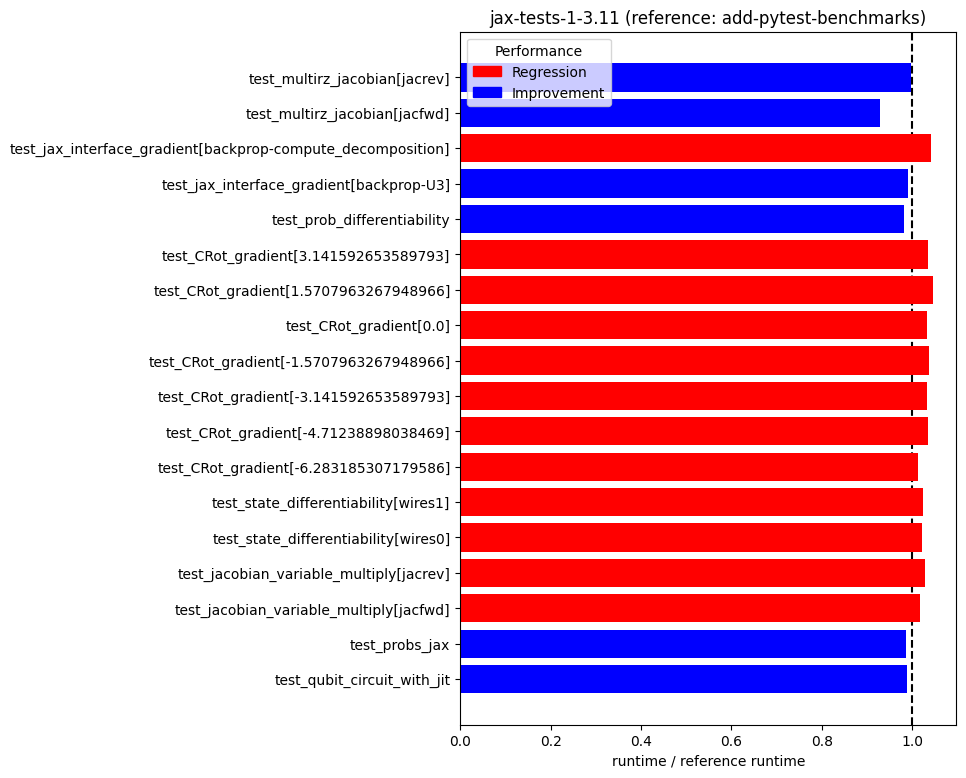 jax-tests-1-3.11 (reference: add-pytest-benchmarks)
Performance
Regression
Improvement
test_multirz_jacobian[jacrev]
test_multirz_jacobian[jacfwd]
test_jax_interface_gradient[backprop-compute_decomposition]
test_jax_interface_gradient[backprop-U3]
test_prob_differentiability
test_CRot_gradient[3.141592653589793]
test_CRot_gradient[1.5707963267948966]
test_CRot_gradient[0.0]
test_CRot_gradient[-1.5707963267948966]
test_CRot_gradient[-3.141592653589793]
test_CRot_gradient[-4.71238898038469]
test_CRot_gradient[-6.283185307179586]
test_state_differentiability[wires1]
test_state_differentiability[wires0]
test_jacobian_variable_multiply[jacrev]
test_jacobian_variable_multiply[jacfwd]
test_probs_jax
test_qubit_circuit_with_jit
0.0 0.2 0.4 0.6 0.8 1.0
runtime / reference runtime